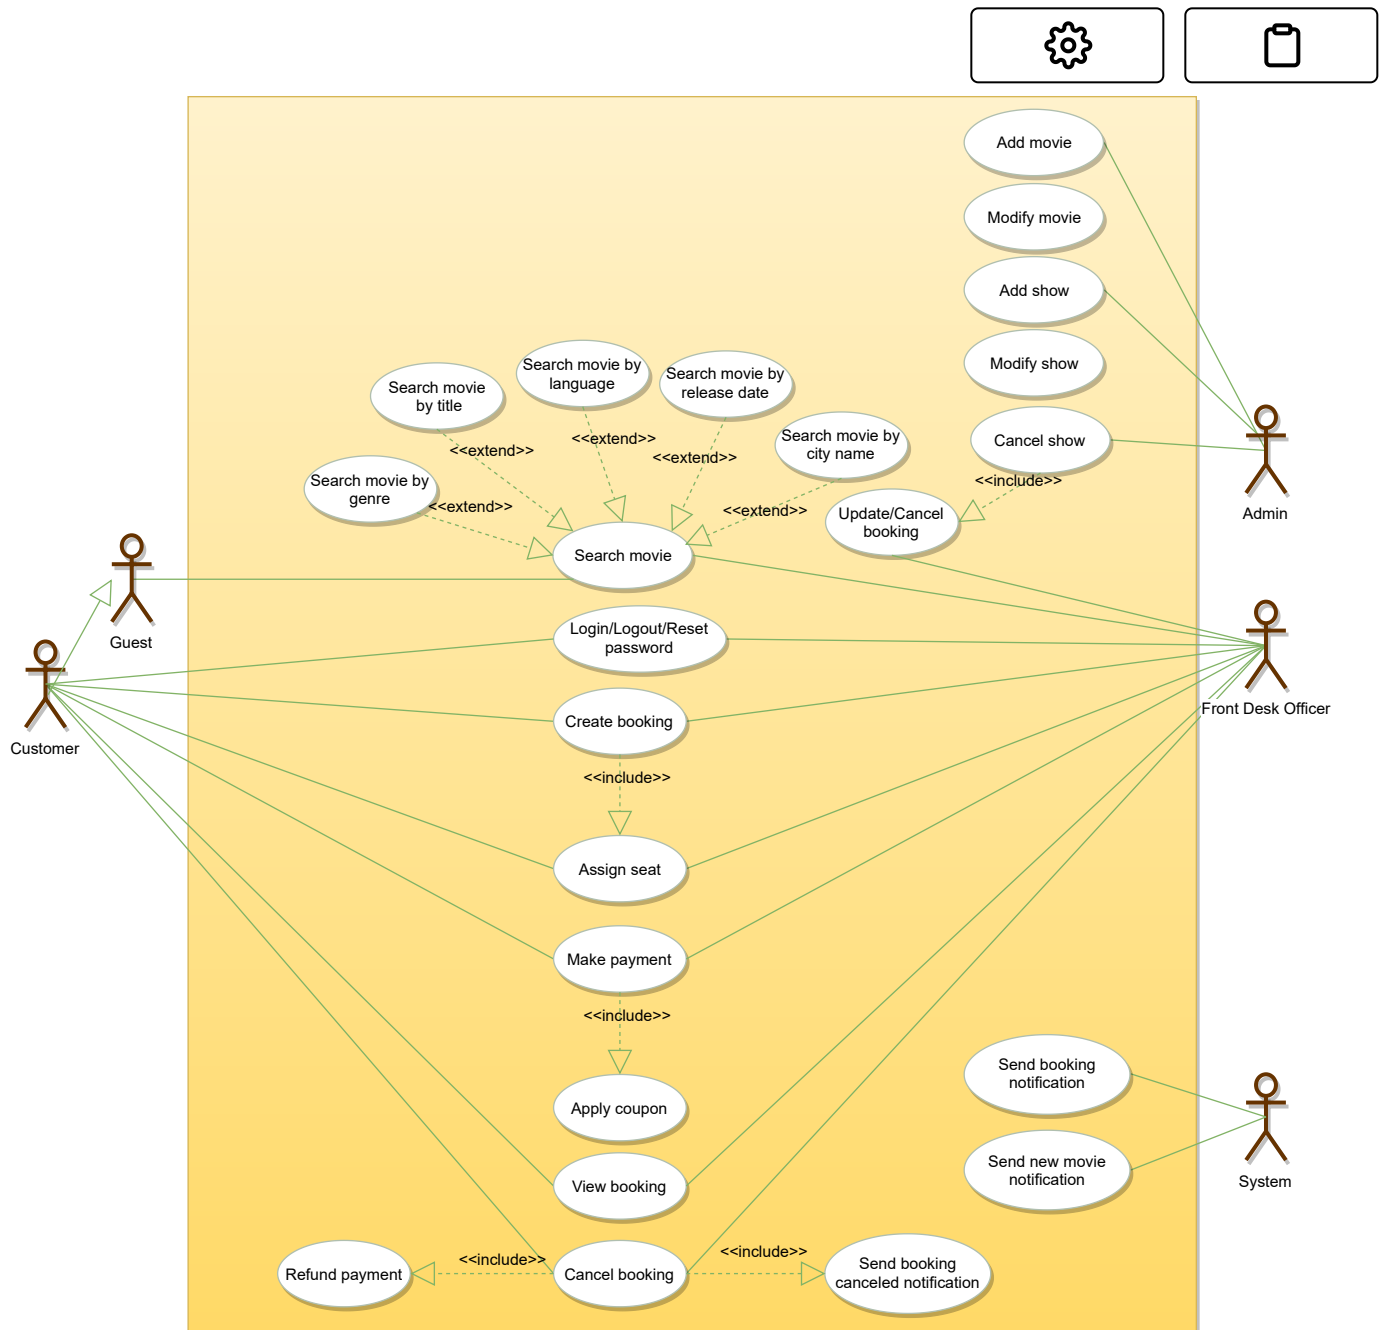 Add movie
Modify movie
Add show
Modify show
Search movie by
language
Search movie by
release date
Search movie
by title
Cancel show
Search movie by
city name
<<extend>>
<<extend>>
<<extend>>
<<include>>
Search movie by
genre
<<extend>>
<<extend>>
Update/Cancel
booking
Admin
Search movie
Guest
Login/Logout/Reset
password
Front Desk Officer
Create booking
Customer
<<include>>
Assign seat
Make payment
<<include>>
Send booking
notification
Apply coupon
Send new movie
notification
System
View booking
<<include>>
<<include>>
Refund payment
Cancel booking
Send booking
canceled notification